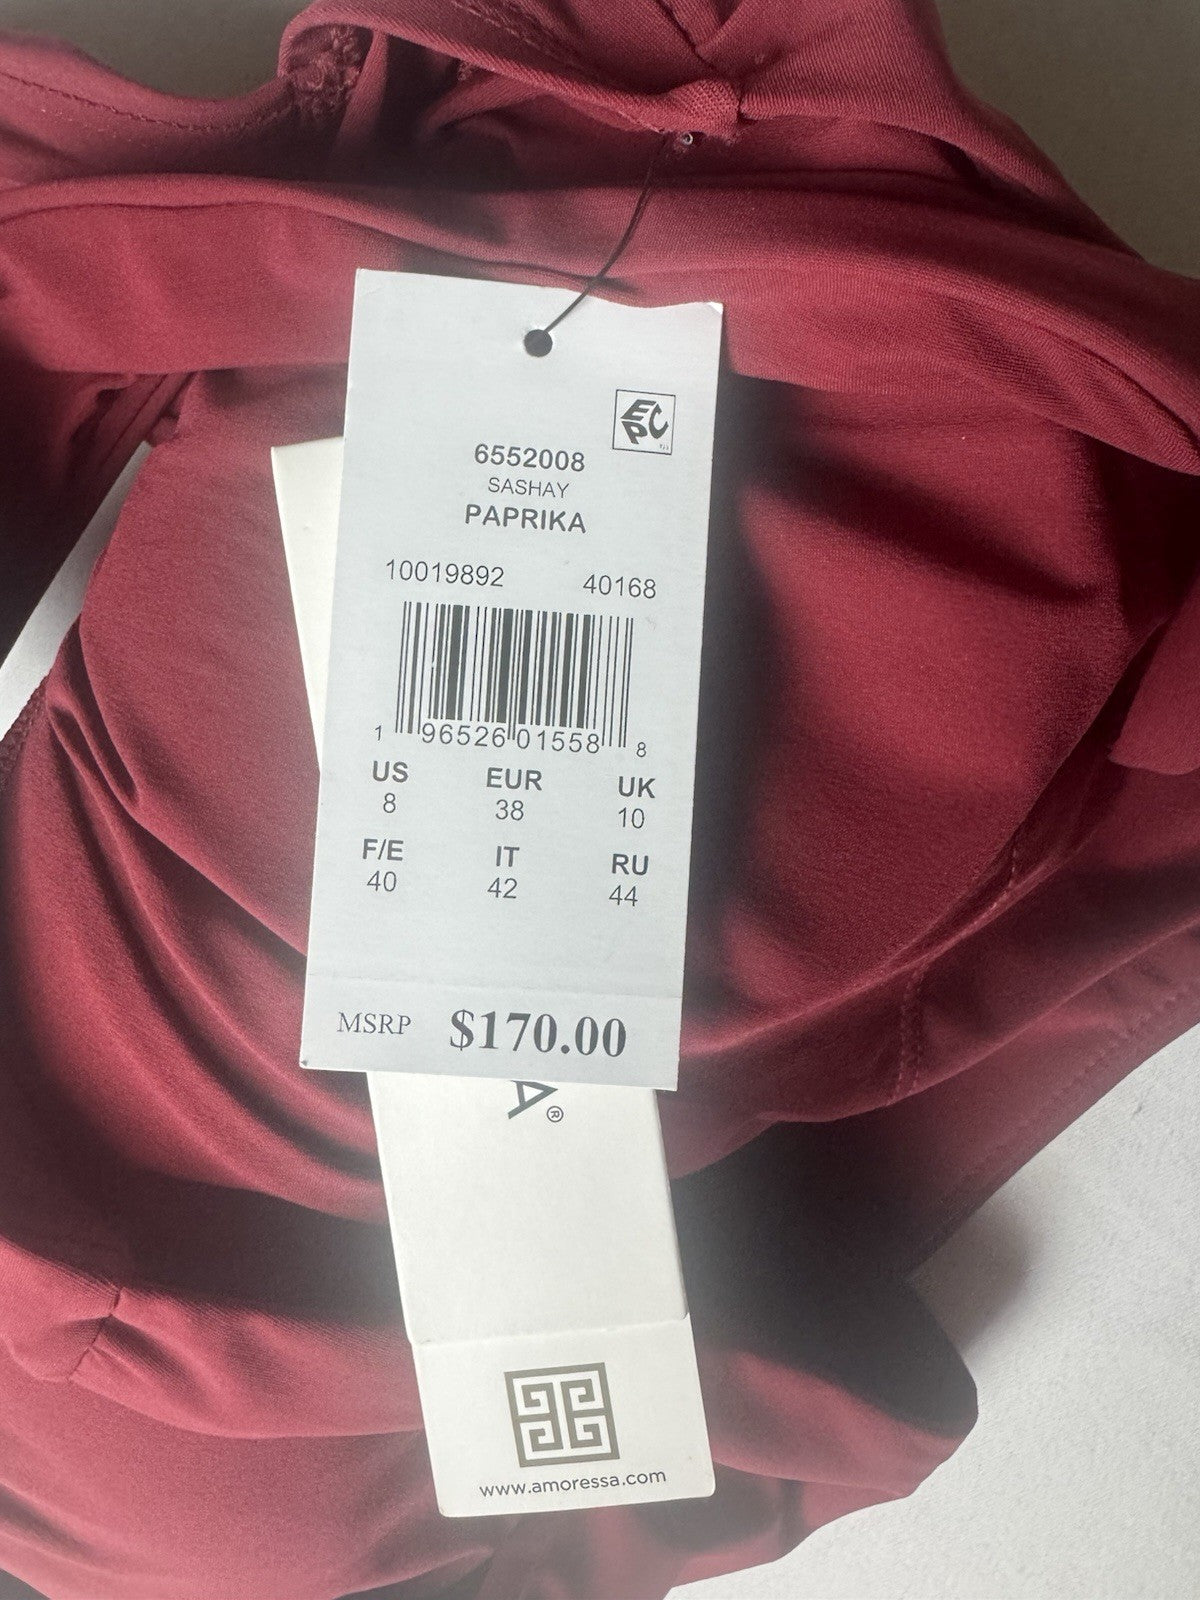 EPC
6552008
SASHAY
PAPRIKA
10019892 40168
1 96526 01558 8
US EUR UK
8 38 10
F/E IT RU
40 42 44
MSRP $170.00
A®
www.amoressa.com